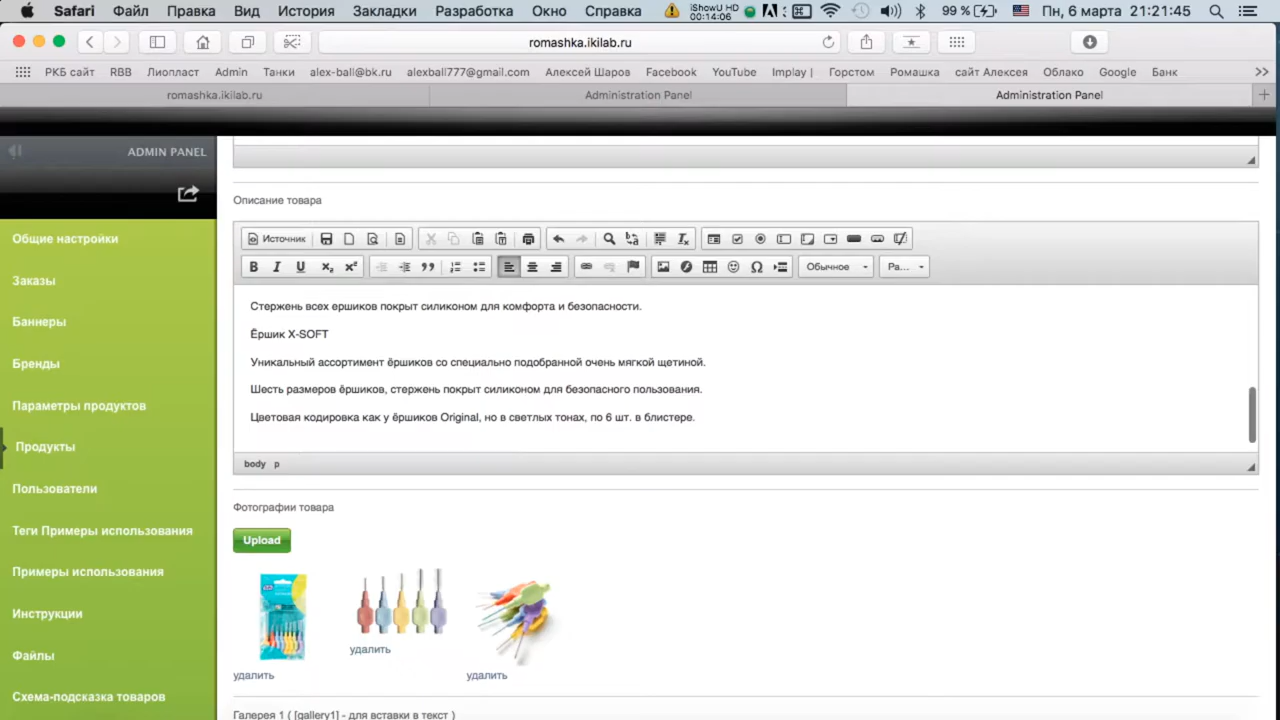 Safari Файл Правка Вид История Закладки Разработка Окно Справка iShowU HD 00:14:06 99 % Пн, 6 марта 21:21:45
romashka.ikilab.ru
РКБ сайт RBB Лиопласт Admin Танки alex-ball@bk.ru alexball777@gmail.com Алексей Шаров Facebook YouTube Implay | Горстом Ромашка сайт Алексея Облако Google Банк
romashka.ikilab.ru Administration Panel Administration Panel
ADMIN PANEL
Общие настройки
Заказы
Баннеры
Бренды
Параметры продуктов
Продукты
Пользователи
Теги Примеры использования
Примеры использования
Инструкции
Файлы
Схема-подсказка товаров
Описание товара
Источник
Обычное Ра...
Стержень всех ершиков покрыт силиконом для комфорта и безопасности.
Ёршик X-SOFT
Уникальный ассортимент ёршиков со специально подобранной очень мягкой щетиной.
Шесть размеров ёршиков, стержень покрыт силиконом для безопасного пользования.
Цветовая кодировка как у ёршиков Original, но в светлых тонах, по 6 шт. в блистере.
body p
Фотографии товара
Upload
удалить
удалить
удалить
Галерея 1 ( [gallery1] - для вставки в текст )